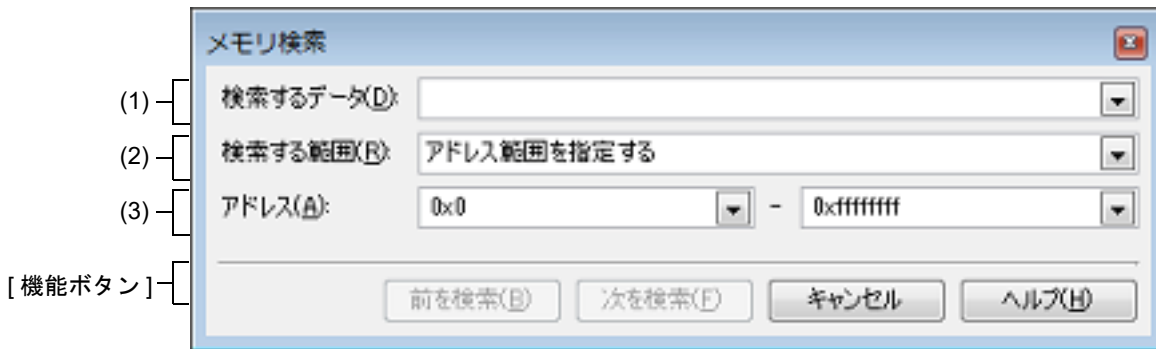 メモリ検索
(1) 検索するデータ(D):
(2) 検索する範囲(R): アドレス範囲を指定する
(3) アドレス(A): 0x0 - 0xffffffff
[ 機能ボタン ] 前を検索(B) 次を検索(F) キャンセル ヘルプ(H)